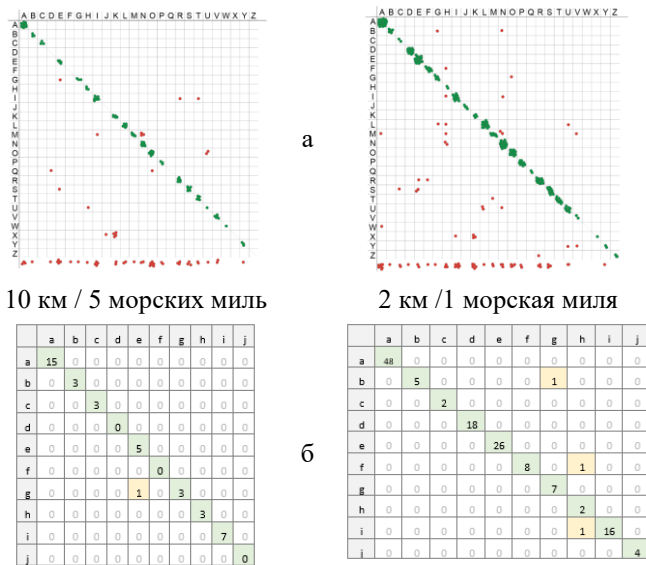 A B C D E F G H I J K L M N O P Q R S T U V W X Y Z
A
B
C
D
E
F
G
H
I
J
K
L
M
N
O
P
Q
R
S
T
U
V
W
X
Y
Z
а
A B C D E F G H I J K L M N O P Q R S T U V W X Y Z
A
B
C
D
E
F
G
H
I
J
K
L
M
N
O
P
Q
R
S
T
U
V
W
X
Y
Z
10 км / 5 морских миль
2 км /1 морская миля
a b c d e f g h i j
a 15 0 0 0 0 0 0 0 0 0
b 0 3 0 0 0 0 0 0 0 0
c 0 0 3 0 0 0 0 0 0 0
d 0 0 0 0 0 0 0 0 0 0
e 0 0 0 0 5 0 0 0 0 0
f 0 0 0 0 0 0 0 0 0 0
g 0 0 0 0 1 0 3 0 0 0
h 0 0 0 0 0 0 0 3 0 0
i 0 0 0 0 0 0 0 0 7 0
j 0 0 0 0 0 0 0 0 0 0
б
a b c d e f g h i j
a 48 0 0 0 0 0 0 0 0 0
b 0 5 0 0 0 0 1 0 0 0
c 0 0 2 0 0 0 0 0 0 0
d 0 0 0 18 0 0 0 0 0 0
e 0 0 0 0 26 0 0 0 0 0
f 0 0 0 0 0 8 0 1 0 0
g 0 0 0 0 0 0 7 0 0 0
h 0 0 0 0 0 0 0 2 0 0
i 0 0 0 0 0 0 0 1 16 0
j 0 0 0 0 0 0 0 0 0 4